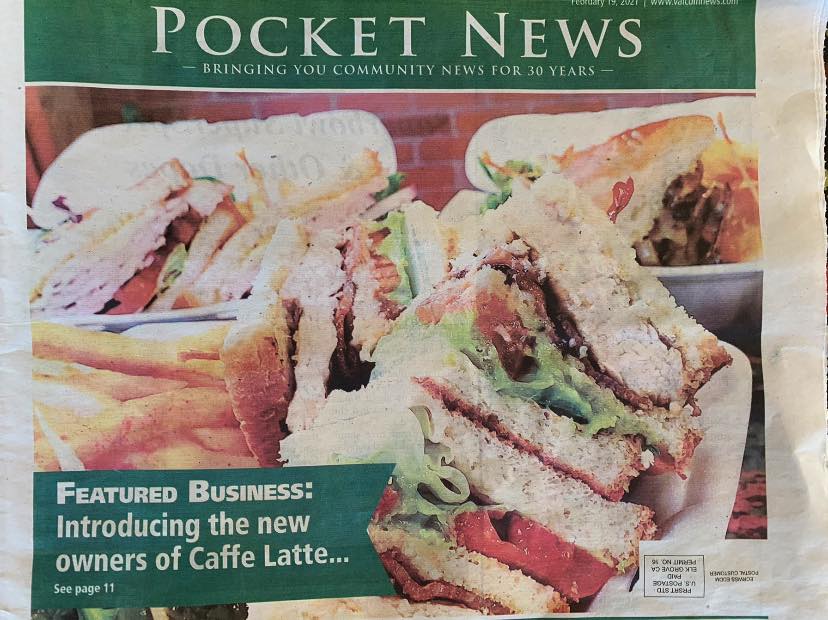 February 19, 2021 | www.valcomnews.com
POCKET NEWS
— BRINGING YOU COMMUNITY NEWS FOR 30 YEARS —
FEATURED BUSINESS:
Introducing the new
owners of Caffe Latte...
See page 11
PRSRT STD
U.S. POSTAGE
PAID
ELK GROVE CA
PERMIT NO. 16
ECRWSS EDDM
POSTAL CUSTOMER